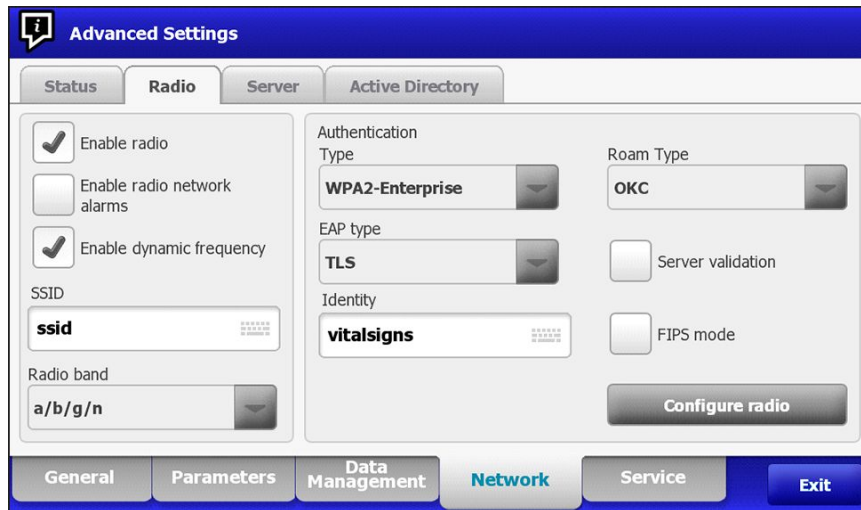 Advanced Settings
Status
Radio
Server
Active Directory
Enable radio
Enable radio network
alarms
Enable dynamic frequency
SSID
ssid
Radio band
a/b/g/n
Authentication
Type
WPA2-Enterprise
EAP type
TLS
Identity
vitalsigns
Roam Type
OKC
Server validation
FIPS mode
Configure radio
General
Parameters
Data
Management
Network
Service
Exit